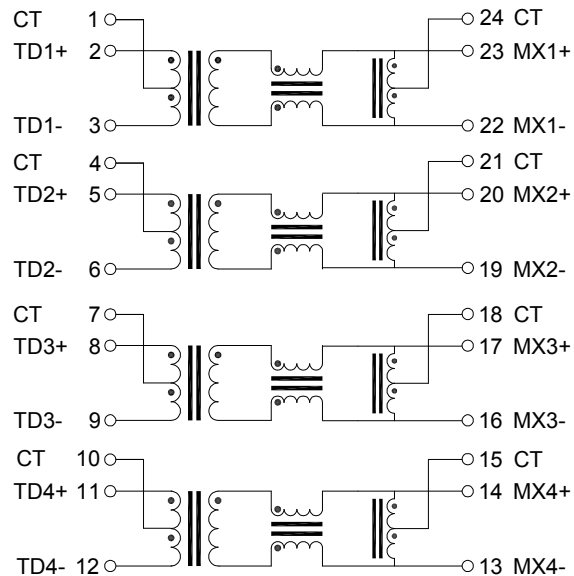 CT 1 24 CT
TD1+ 2 23 MX1+
TD1- 3 22 MX1-
CT 4 21 CT
TD2+ 5 20 MX2+
TD2- 6 19 MX2-
CT 7 18 CT
TD3+ 8 17 MX3+
TD3- 9 16 MX3-
CT 10 15 CT
TD4+ 11 14 MX4+
TD4- 12 13 MX4-